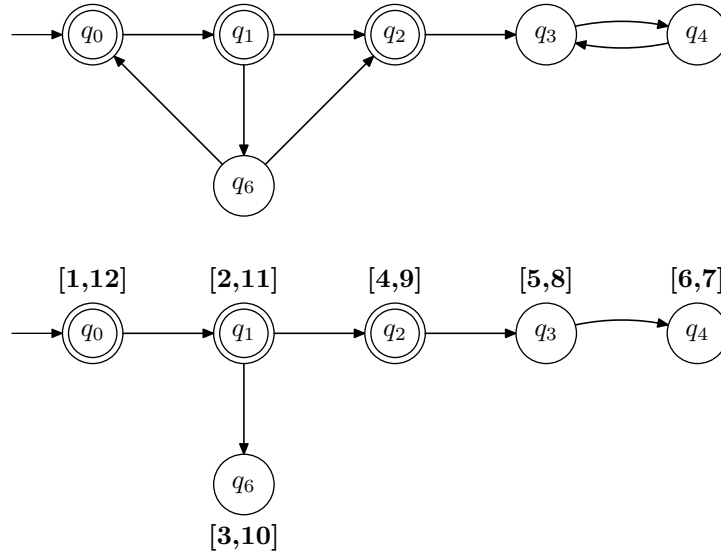 q0 q1 q2 q3 q4
q6
[1,12] [2,11] [4,9] [5,8] [6,7]
q0 q1 q2 q3 q4
q6
[3,10]